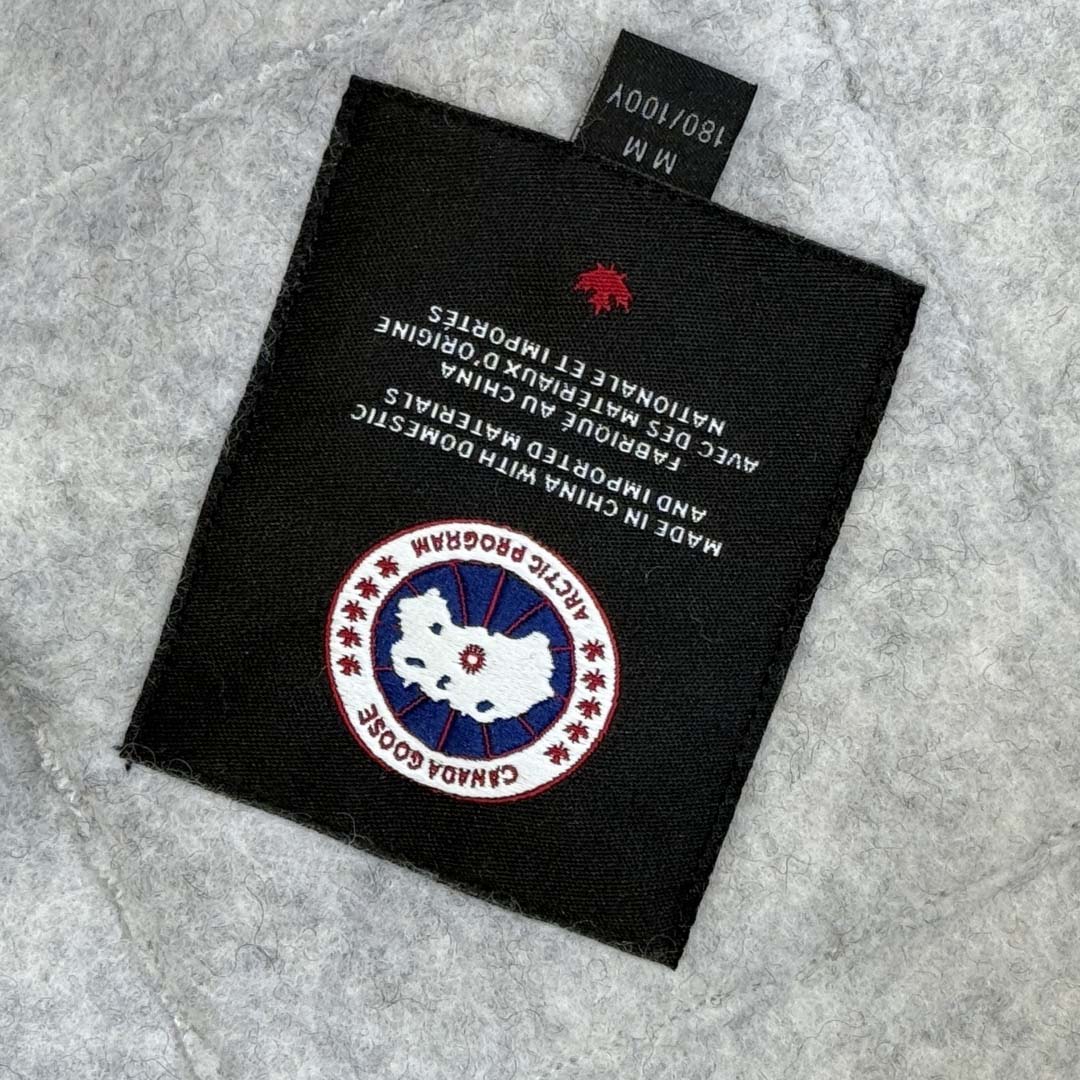 CANADA GOOSE
ARCTIC PROGRAM
MADE IN CHINA WITH DOMESTIC
AND IMPORTED MATERIALS
FABRIQUÉ AU CHINA
AVEC DES MATERIAUX D'ORIGINE
NATIONALE ET IMPORTÉS
M M
180/100Y